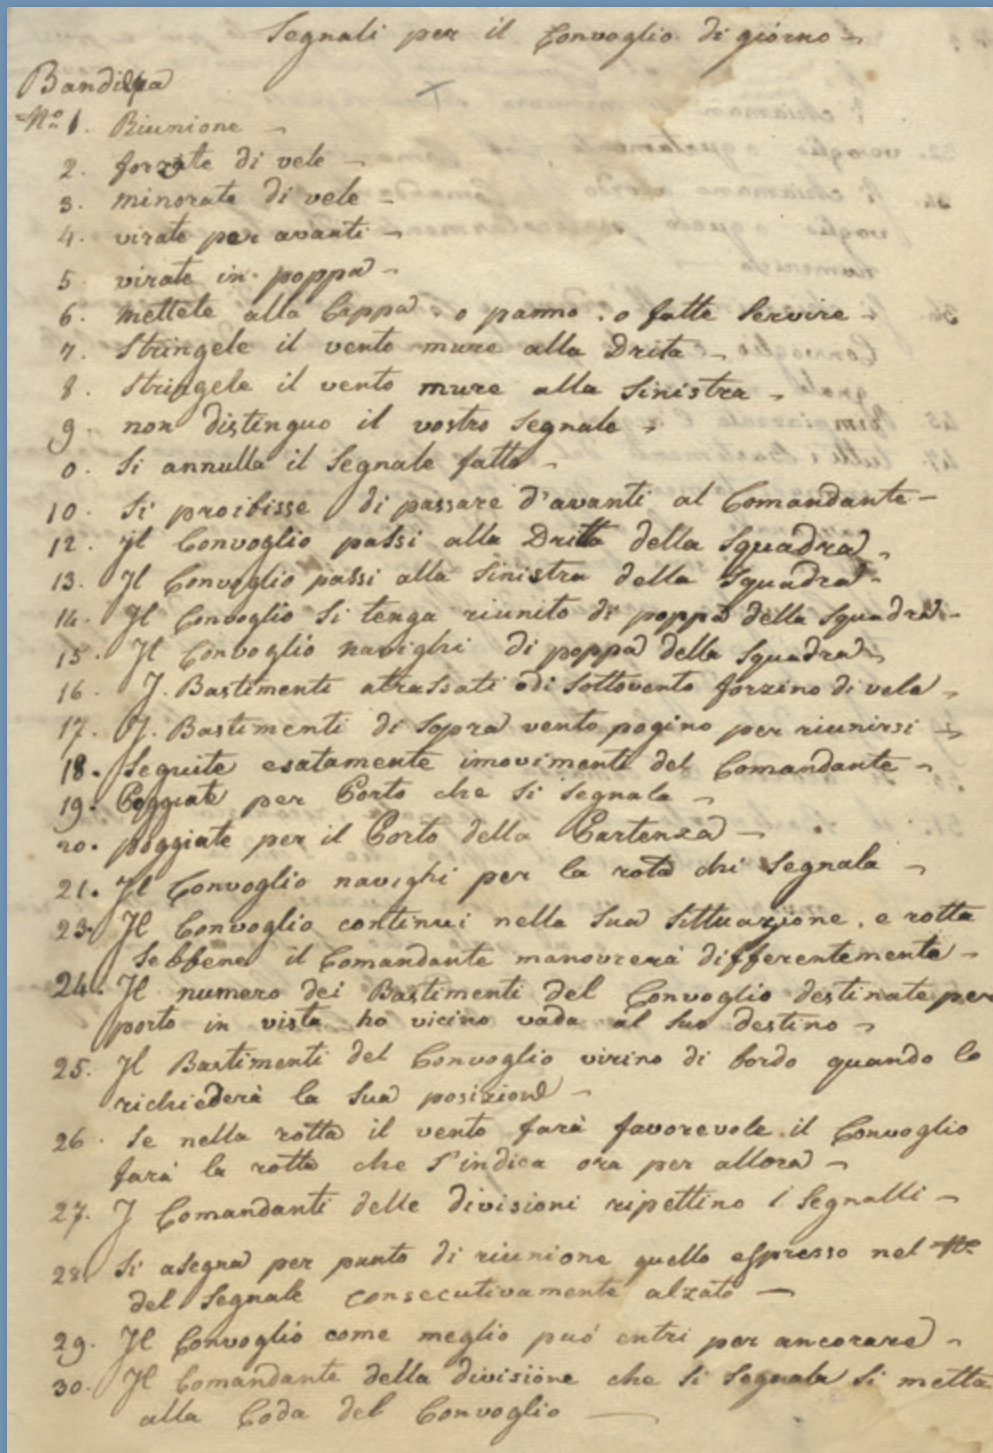 Segnali per il Convoglio di giorno -
Bandiera
No 1. Riunione -
2. forzate di vele -
3. minorate di vele -
4. virate per avanti -
5. virate in poppa -
6. mettete alla Cappa, o panno, o fatte servire -
7. Stringete il vento mure alla Drita -
8. Stringete il vento mure alla Sinistra -
9. non distinguo il vostro Segnale -
0. Si annulla il Segnale fatto -
10. Si proibisse di passare d'avanti al Comandante -
12. Il Convoglio passi alla Dritta della Squadra -
13. Il Convoglio passi alla Sinistra della Squadra -
14. Il Convoglio Si tenga riunito di poppa della Squadra -
15. Il Convoglio navighi di poppa della Squadra -
16. I. Bastimenti atrassati di Sottovento forzino di vela -
17. I. Bastimenti di Sopra vento pogino per riunirsi -
18. Seguite esatamente imovimenti del Comandante -
19. Poggiate per Porto che Si Segnala -
20. poggiate per il Porto della Partenza -
21. Il Convoglio navighi per la rota chi Segnala -
23. Il Convoglio continui nella Sua Sittuazione, e rotta
Sebbene il Comandante manovrerà differentemente -
24. Il numero dei Bastimenti del Convoglio destinate per
porto in vista ho vicino vada al Suo destino -
25. Il Bastimenti del Convoglio virino di bordo quando lo
richiederà la Sua posizione -
26. Se nella rotta il vento farà favorevole il Convoglio
farà la rotta che S'indica ora per allora -
27. I Comandanti delle divisioni ripettino i Segnalli -
28. Si asegna per punto di riunione quello espresso nel No
del Segnale consecutivamente alzato -
29. Il Convoglio come meglio può entri per ancorare -
30. Il Comandante della divisione che Si Segnala Si metta
alla Coda del Convoglio -